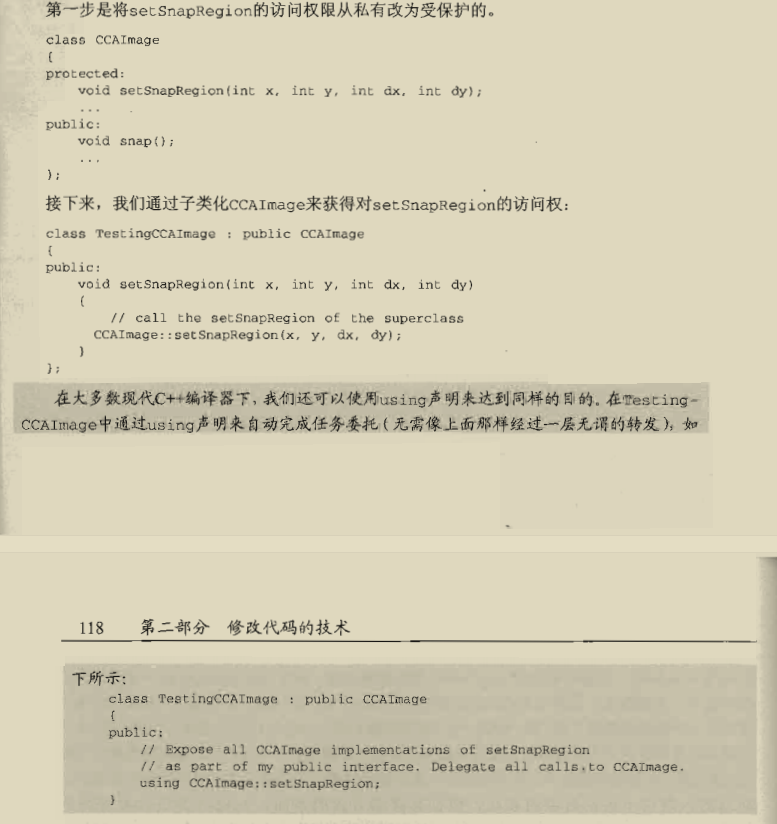 第一步是将setSnapRegion的访问权限从私有改为受保护的。
class CCAImage
{
protected:
    void setSnapRegion(int x, int y, int dx, int dy);
    ...
public:
    void snap();
    ...
};
接下来，我们通过子类化CCAImage来获得对setSnapRegion的访问权：
class TestingCCAImage : public CCAImage
{
public:
    void setSnapRegion(int x, int y, int dx, int dy)
    {
        // call the setSnapRegion of the superclass
      CCAImage::setSnapRegion(x, y, dx, dy);
    }
};
在大多数现代C++编译器下，我们还可以使用using声明来达到同样的目的。在Testing-
CCAImage中通过using声明来自动完成任务委托（无需像上面那样经过一层无谓的转发），如
118 第二部分 修改代码的技术
下所示：
class TestingCCAImage : public CCAImage
{
public:
    // Expose all CCAImage implementations of setSnapRegion
    // as part of my public interface. Delegate all calls to CCAImage.
    using CCAImage::setSnapRegion;
}